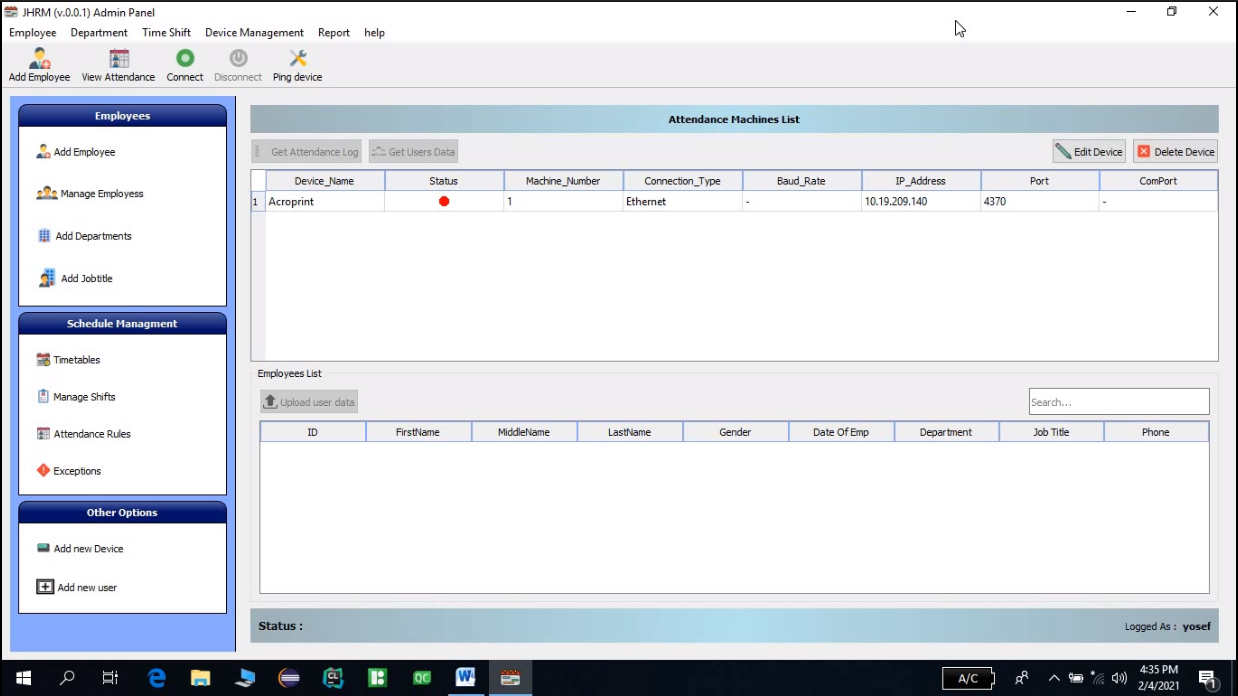 JHRM (v.0.0.1) Admin Panel
Employee Department Time Shift Device Management Report help
Add Employee View Attendance Connect Disconnect Ping device
Employees
Add Employee
Manage Employess
Add Departments
Add Jobtitle
Schedule Managment
Timetables
Manage Shifts
Attendance Rules
Exceptions
Other Options
Add new Device
Add new user
Attendance Machines List
Get Attendance Log Get Users Data Edit Device Delete Device
Device_Name Status Machine_Number Connection_Type Baud_Rate IP_Address Port ComPort
1 Acroprint 1 Ethernet - 10.19.209.140 4370 -
Employees List
Upload user data Search...
ID FirstName MiddleName LastName Gender Date Of Emp Department Job Title Phone
Status : Logged As : yosef
CL QC W A/C 4:35 PM
2/4/2021 1